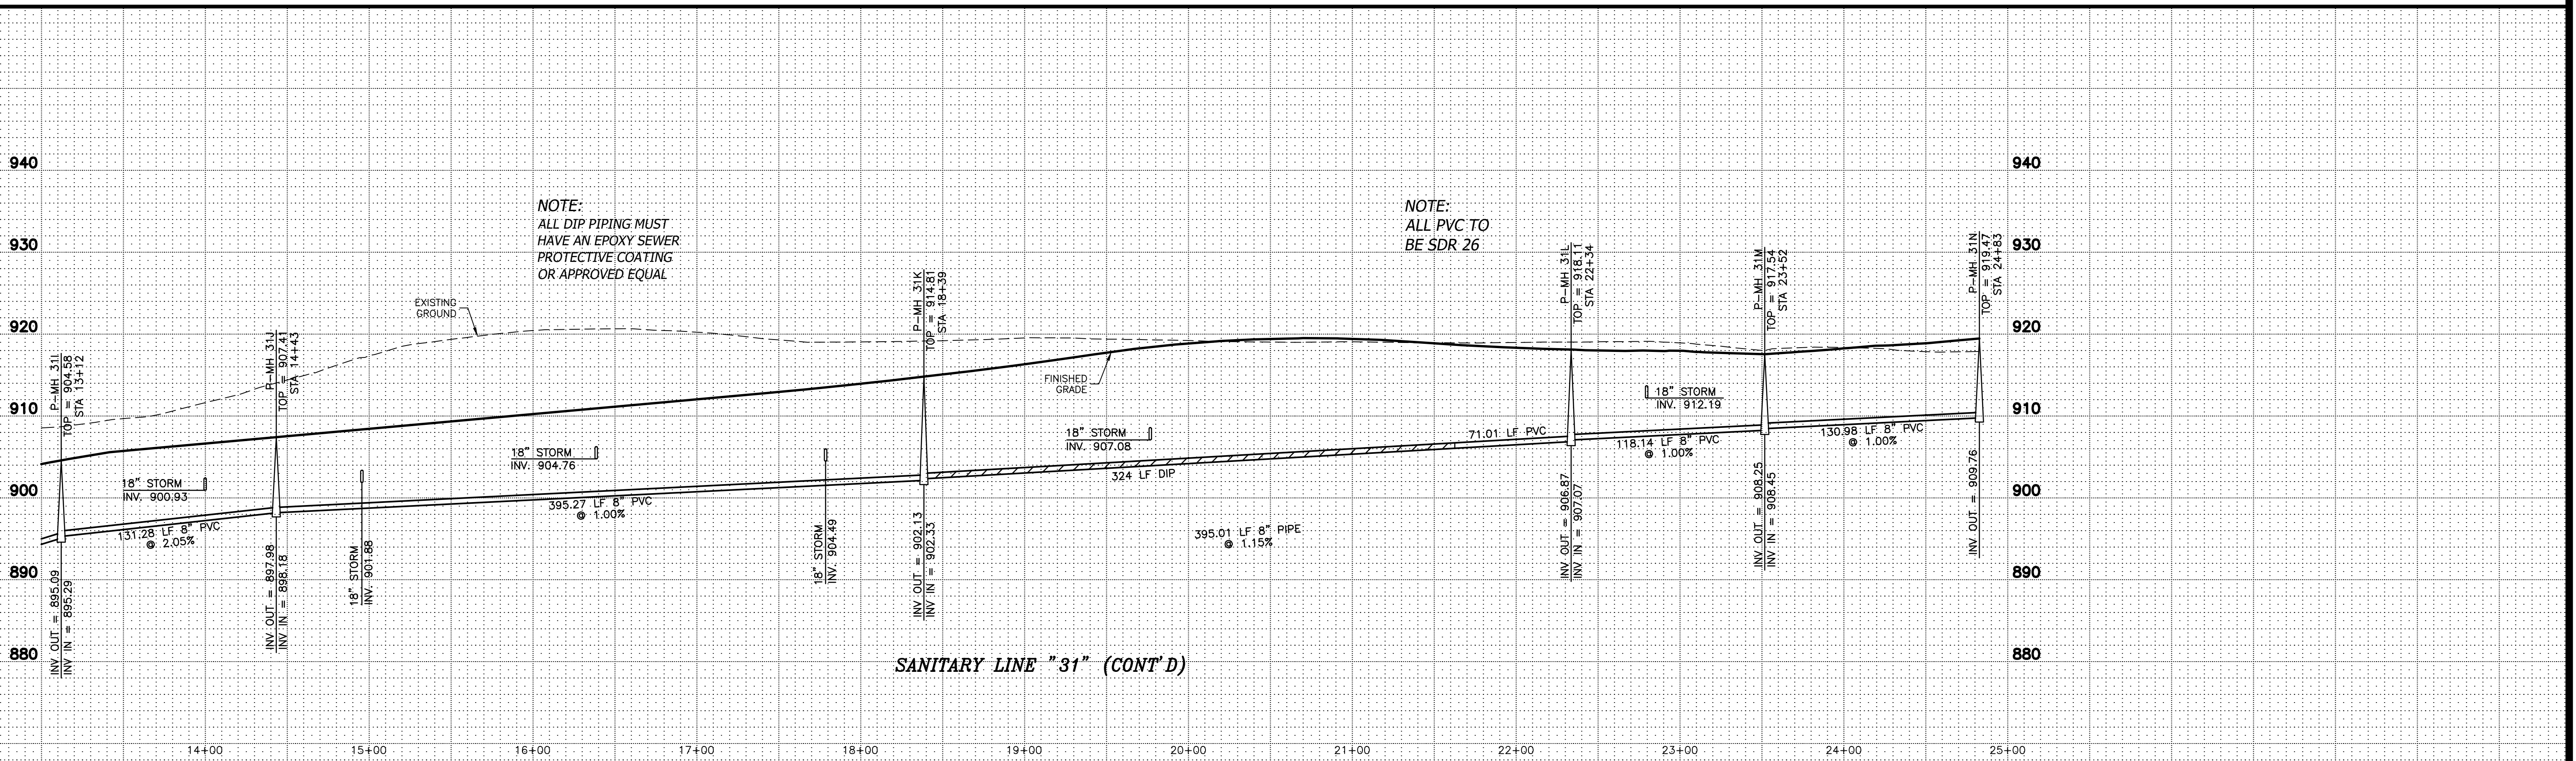 940
930
920
910
900
890
880
NOTE:
ALL DIP PIPING MUST
HAVE AN EPOXY SEWER
PROTECTIVE COATING
OR APPROVED EQUAL
NOTE:
ALL PVC TO
BE SDR 26
EXISTING
GROUND
FINISHED
GRADE
P-MH 31I
TOP = 904.58
STA 13+12
INV OUT = 895.09
INV IN = 895.29
18" STORM
INV. 900.93
131.28 LF 8" PVC
@ 2.05%
P-MH 31J
TOP = 907.41
STA 14+43
INV OUT = 897.98
INV IN = 898.18
18" STORM
INV. 901.88
18" STORM
INV. 904.76
395.27 LF 8" PVC
@ 1.00%
18" STORM
INV. 904.49
P-MH 31K
TOP = 914.81
STA 18+39
INV OUT = 902.13
INV IN = 902.33
18" STORM
INV. 907.08
324 LF DIP
395.01 LF 8" PIPE
@ 1.15%
71.01 LF PVC
P-MH 31L
TOP = 918.11
STA 22+34
INV OUT = 906.87
INV IN = 907.07
18" STORM
INV. 912.19
118.14 LF 8" PVC
@ 1.00%
P-MH 31M
TOP = 917.54
STA 23+52
INV OUT = 908.25
INV IN = 908.45
130.98 LF 8" PVC
@ 1.00%
P-MH 31N
TOP = 919.47
STA 24+83
INV OUT = 909.76
940
930
920
910
900
890
880
SANITARY LINE "31" (CONT'D)
14+00
15+00
16+00
17+00
18+00
19+00
20+00
21+00
22+00
23+00
24+00
25+00